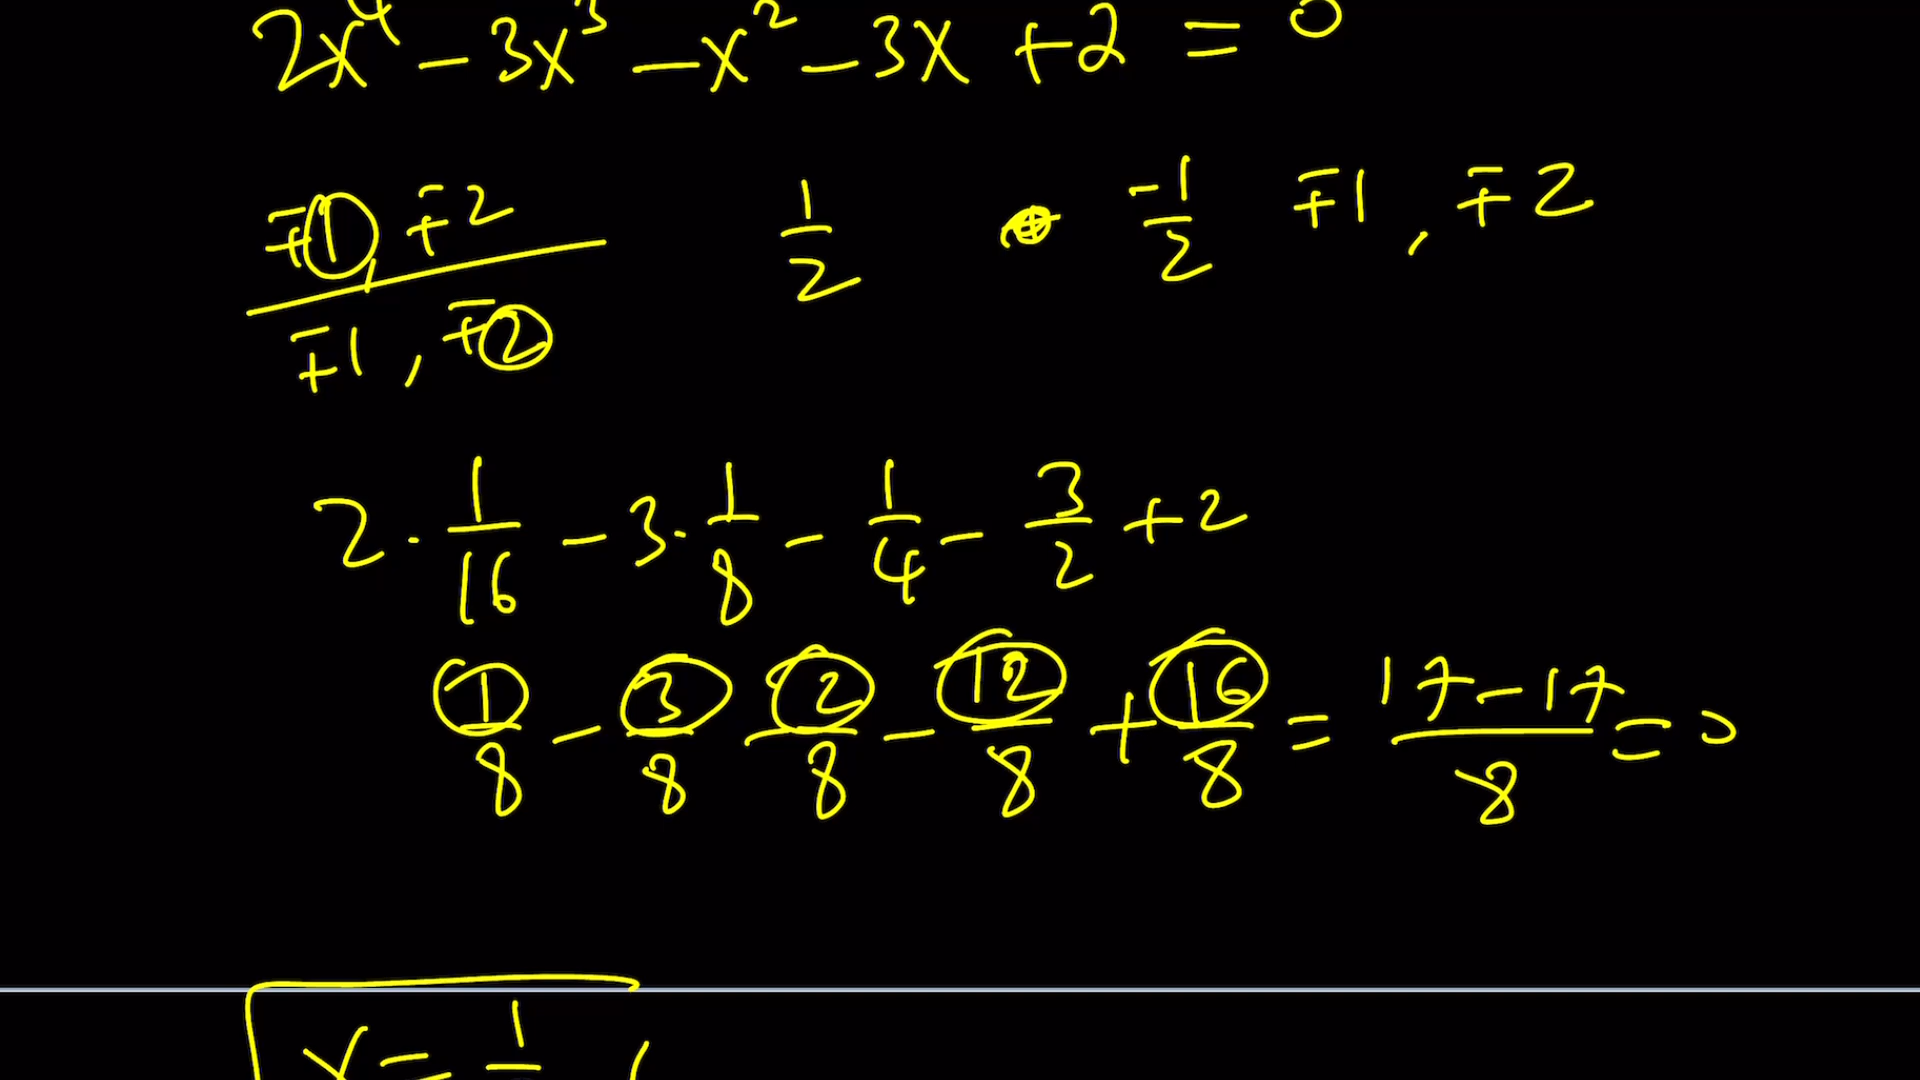 2x⁴ − 3x³ − x² − 3x + 2 = 0
∓1, ∓2 / ∓1, ∓2    1/2    -1/2    ∓1, ∓2
2 · 1/16 − 3 · 1/8 − 1/4 − 3/2 + 2
1/8 − 3/8 − 2/8 − 12/8 + 16/8 = 17−17/8 = 0
x = 1